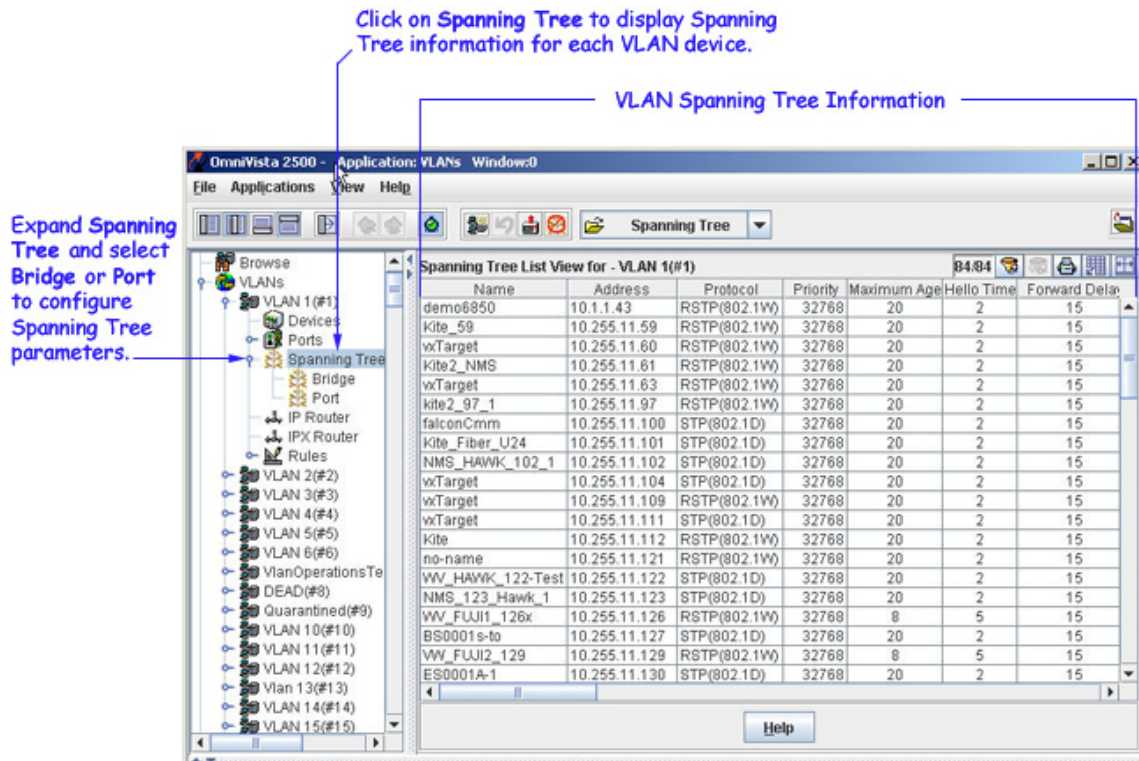 Click on Spanning Tree to display Spanning
Tree information for each VLAN device.
VLAN Spanning Tree Information
OmniVista 2500 - Application: VLANs Window:0
File Applications View Help
Spanning Tree
Expand Spanning
Tree and select
Bridge or Port
to configure
Spanning Tree
parameters.
Browse
VLANs
VLAN 1(#1)
Devices
Ports
Spanning Tree
Bridge
Port
IP Router
IPX Router
Rules
VLAN 2(#2)
VLAN 3(#3)
VLAN 4(#4)
VLAN 5(#5)
VLAN 6(#6)
VlanOperationsTe
DEAD(#8)
Quarantined(#9)
VLAN 10(#10)
VLAN 11(#11)
VLAN 12(#12)
Vlan 13(#13)
VLAN 14(#14)
VLAN 15(#15)
Spanning Tree List View for - VLAN 1(#1) 84/84
Name Address Protocol Priority Maximum Age Hello Time Forward Delay
demo6850 10.1.1.43 RSTP(802.1W) 32768 20 2 15
Kite_59 10.255.11.59 RSTP(802.1W) 32768 20 2 15
vxTarget 10.255.11.60 RSTP(802.1W) 32768 20 2 15
Kite2_NMS 10.255.11.61 RSTP(802.1W) 32768 20 2 15
vxTarget 10.255.11.63 RSTP(802.1W) 32768 20 2 15
kite2_97_1 10.255.11.97 RSTP(802.1W) 32768 20 2 15
falconCmm 10.255.11.100 STP(802.1D) 32768 20 2 15
Kite_Fiber_U24 10.255.11.101 STP(802.1D) 32768 20 2 15
NMS_HAWK_102_1 10.255.11.102 STP(802.1D) 32768 20 2 15
vxTarget 10.255.11.104 STP(802.1D) 32768 20 2 15
vxTarget 10.255.11.109 RSTP(802.1W) 32768 20 2 15
vxTarget 10.255.11.111 STP(802.1D) 32768 20 2 15
Kite 10.255.11.112 RSTP(802.1W) 32768 20 2 15
no-name 10.255.11.121 RSTP(802.1W) 32768 20 2 15
WV_HAWK_122-Test 10.255.11.122 STP(802.1D) 32768 20 2 15
NMS_123_Hawk_1 10.255.11.123 STP(802.1D) 32768 20 2 15
WV_FUJI1_126x 10.255.11.126 RSTP(802.1W) 32768 8 5 15
BS0001s-to 10.255.11.127 STP(802.1D) 32768 20 2 15
VW_FUJI2_129 10.255.11.129 RSTP(802.1W) 32768 8 5 15
ES0001A-1 10.255.11.130 STP(802.1D) 32768 20 2 15
Help